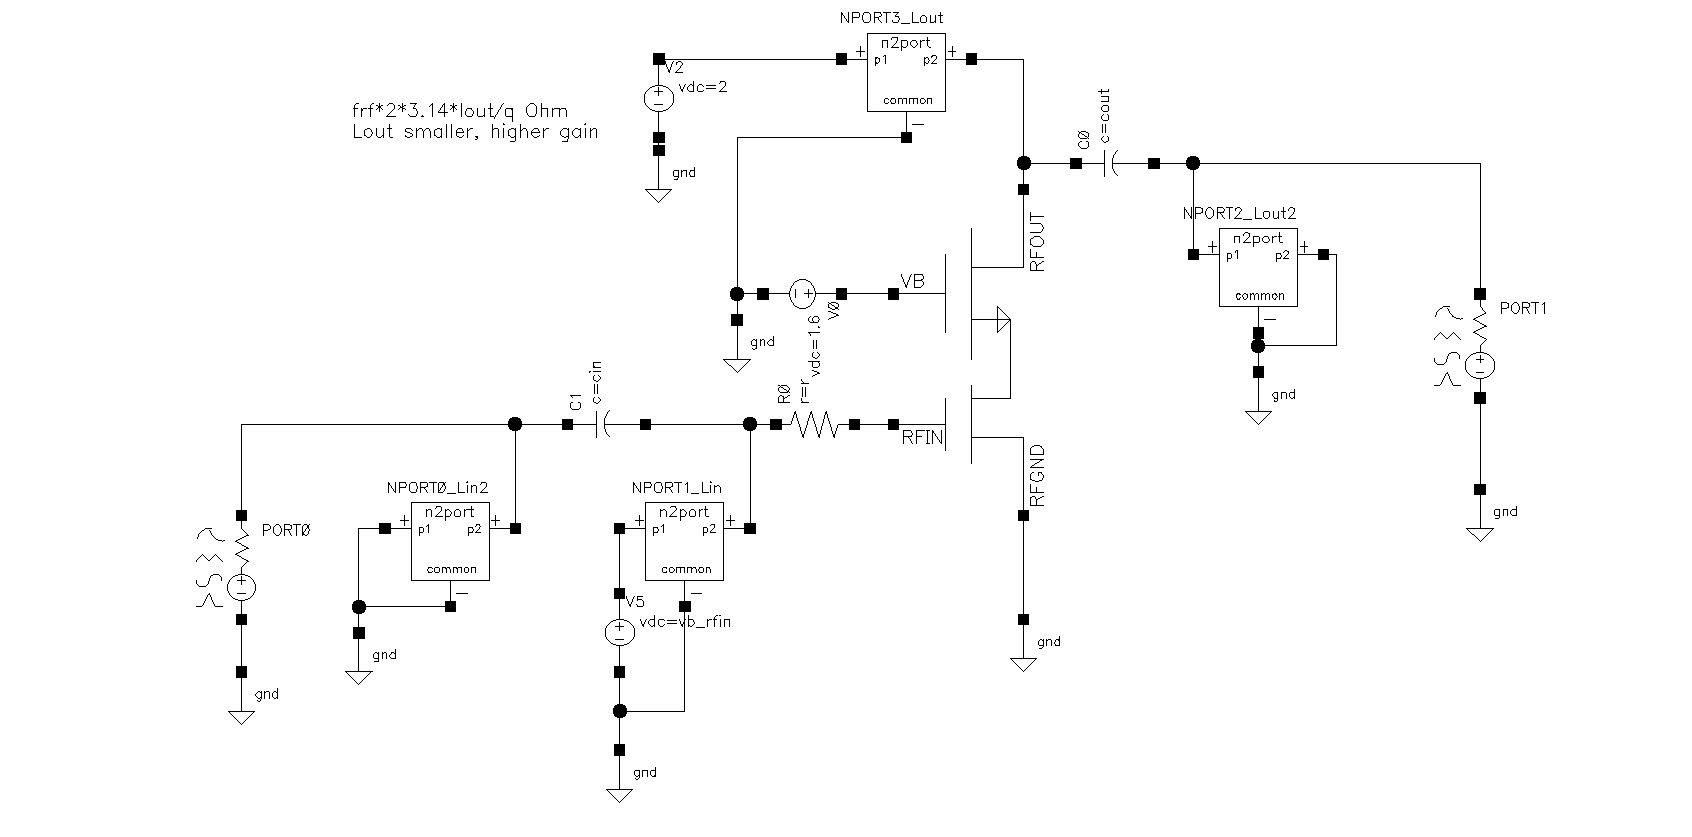 NPORT3_Lout
n2port
+ p1 p2 +
common
−
V2
vdc=2
+
−
gnd
frf*2*3.14*lout/q Ohm
Lout smaller, higher gain
C0
c=cout
RFOUT
NPORT2_Lout2
n2port
+ p1 p2 +
common
−
gnd
PORT1
+
−
gnd
VB
V0
vdc=1.6
gnd
C1
c=cin
R0
r=r
RFIN
RFGND
gnd
NPORT0_Lin2
n2port
+ p1 p2 +
common
−
gnd
NPORT1_Lin
n2port
+ p1 p2 +
common
−
PORT0
+
−
gnd
V5
vdc=vb_rfin
+
−
gnd